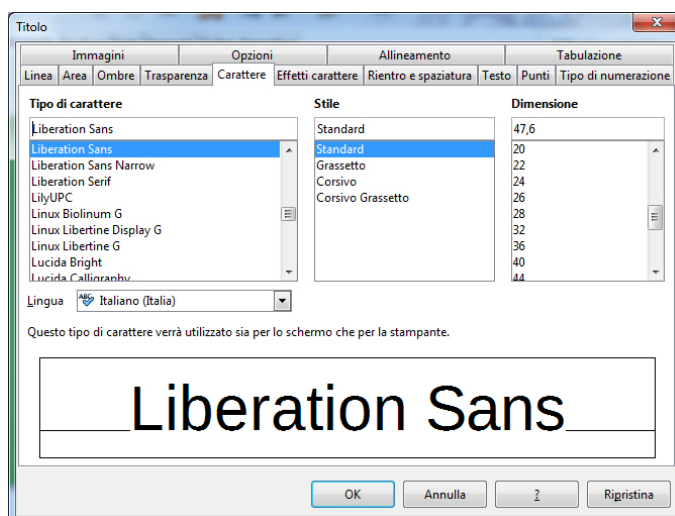 Titolo
Immagini Opzioni Allineamento Tabulazione
Linea Area Ombre Trasparenza Carattere Effetti carattere Rientro e spaziatura Testo Punti Tipo di numerazione
Tipo di carattere Stile Dimensione
Liberation Sans Standard 47,6
Liberation Sans Standard 20
Liberation Sans Narrow Grassetto 22
Liberation Serif Corsivo 24
LilyUPC Corsivo Grassetto 26
Linux Biolinum G 28
Linux Libertine Display G 32
Linux Libertine G 36
Lucida Bright 40
Lucida Calligraphy 44
Lingua ABC Italiano (Italia)
Questo tipo di carattere verrà utilizzato sia per lo schermo che per la stampante.
Liberation Sans
OK Annulla ? Ripristina